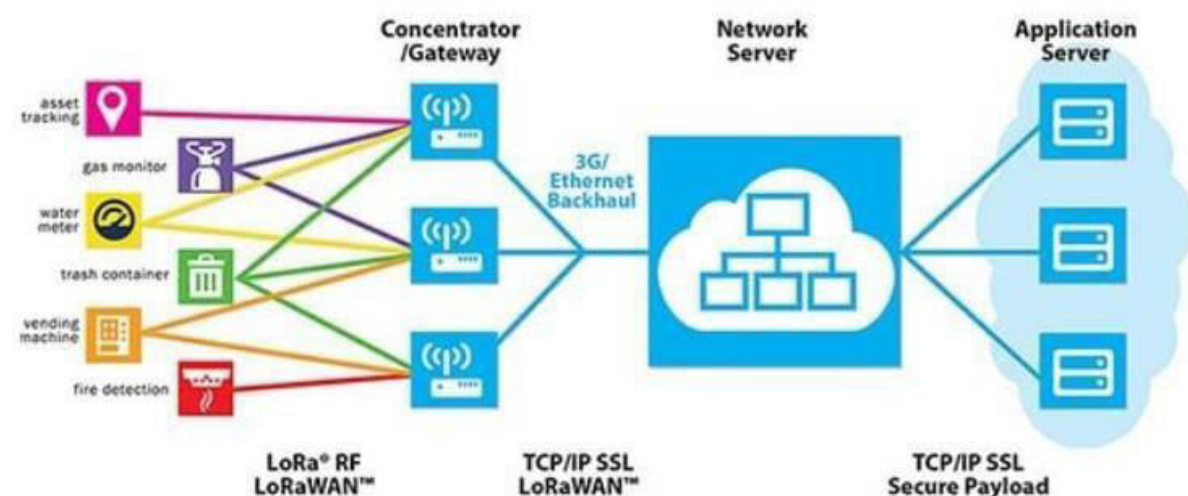 Concentrator
/Gateway
Network
Server
Application
Server
asset
tracking
gas monitor
water
meter
trash container
vending
machine
fire detection
3G/
Ethernet
Backhaul
LoRa® RF
LoRaWAN™
TCP/IP SSL
LoRaWAN™
TCP/IP SSL
Secure Payload